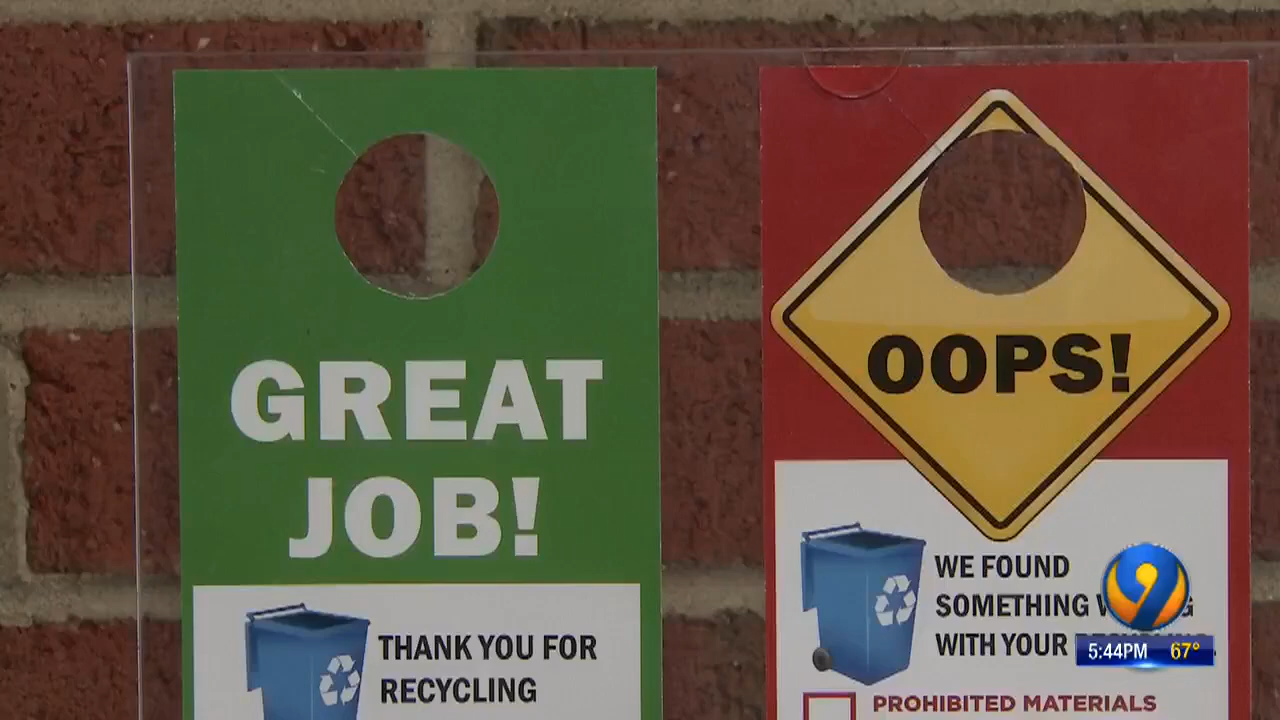 GREAT
JOB!
THANK YOU FOR
RECYCLING
OOPS!
WE FOUND
SOMETHING
WITH YOUR
PROHIBITED MATERIALS
9
5:44PM 67°